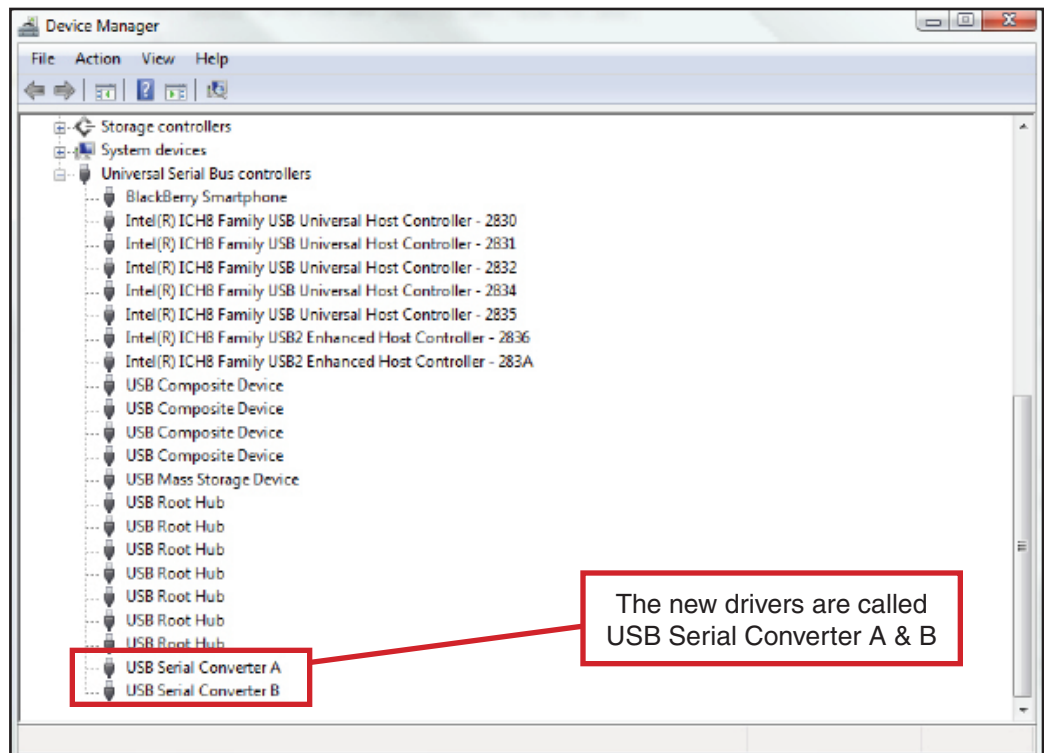 Device Manager
File Action View Help
Storage controllers
System devices
Universal Serial Bus controllers
BlackBerry Smartphone
Intel(R) ICH8 Family USB Universal Host Controller - 2830
Intel(R) ICH8 Family USB Universal Host Controller - 2831
Intel(R) ICH8 Family USB Universal Host Controller - 2832
Intel(R) ICH8 Family USB Universal Host Controller - 2834
Intel(R) ICH8 Family USB Universal Host Controller - 2835
Intel(R) ICH8 Family USB2 Enhanced Host Controller - 2836
Intel(R) ICH8 Family USB2 Enhanced Host Controller - 283A
USB Composite Device
USB Composite Device
USB Composite Device
USB Composite Device
USB Mass Storage Device
USB Root Hub
USB Root Hub
USB Root Hub
USB Root Hub
USB Root Hub
USB Root Hub
USB Root Hub
USB Serial Converter A
USB Serial Converter B
The new drivers are called
USB Serial Converter A & B